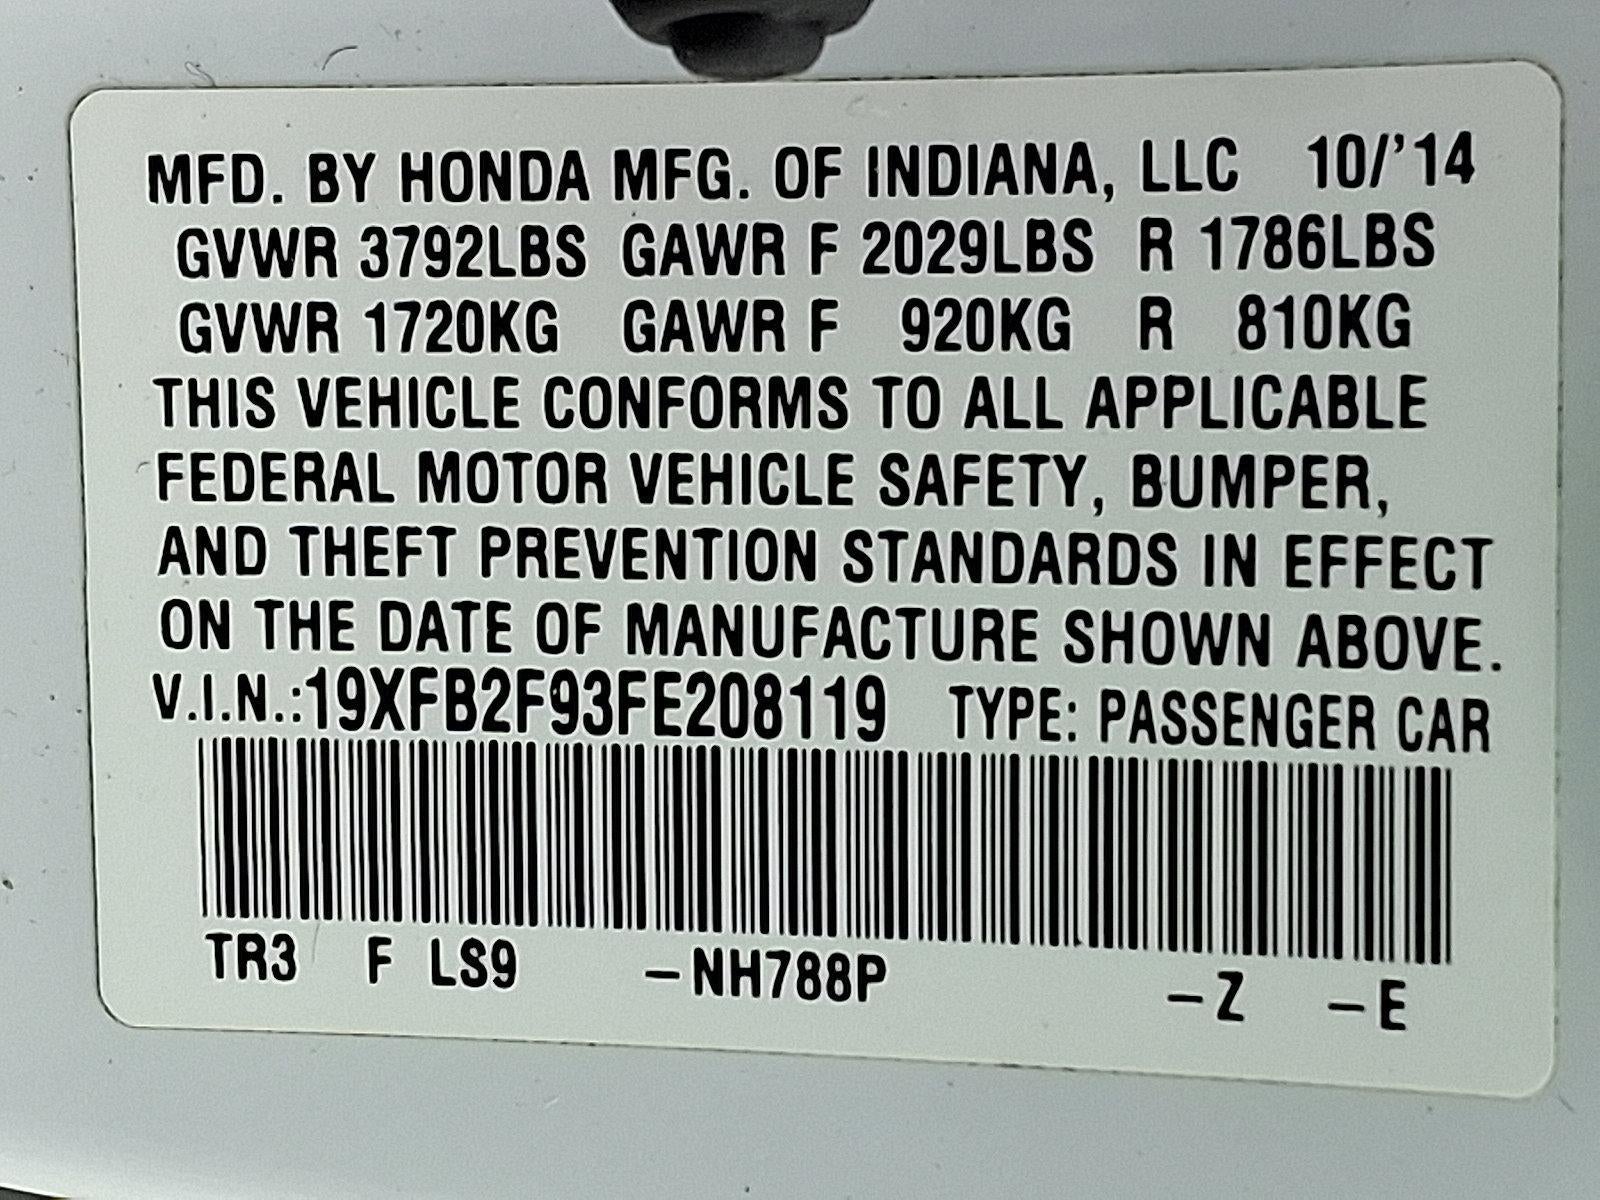 MFD. BY HONDA MFG. OF INDIANA, LLC 10/'14
GVWR 3792LBS GAWR F 2029LBS R 1786LBS
GVWR 1720KG GAWR F 920KG R 810KG
THIS VEHICLE CONFORMS TO ALL APPLICABLE
FEDERAL MOTOR VEHICLE SAFETY, BUMPER,
AND THEFT PREVENTION STANDARDS IN EFFECT
ON THE DATE OF MANUFACTURE SHOWN ABOVE.
V.I.N.:19XFB2F93FE208119 TYPE: PASSENGER CAR
TR3 F LS9 –NH788P –Z –E